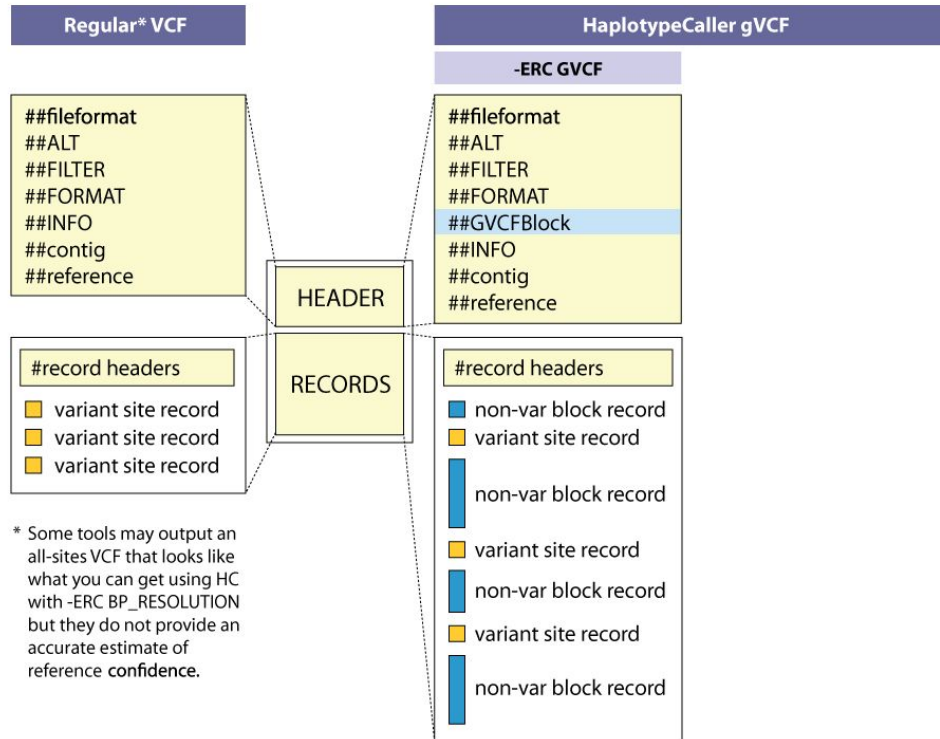 Regular* VCF
##fileformat
##ALT
##FILTER
##FORMAT
##INFO
##contig
##reference
#record headers
variant site record
variant site record
variant site record
* Some tools may output an
all-sites VCF that looks like
what you can get using HC
with -ERC BP_RESOLUTION
but they do not provide an
accurate estimate of
reference confidence.
HEADER
RECORDS
HaplotypeCaller gVCF
-ERC GVCF
##fileformat
##ALT
##FILTER
##FORMAT
##GVCFBlock
##INFO
##contig
##reference
#record headers
non-var block record
variant site record
non-var block record
variant site record
non-var block record
variant site record
non-var block record